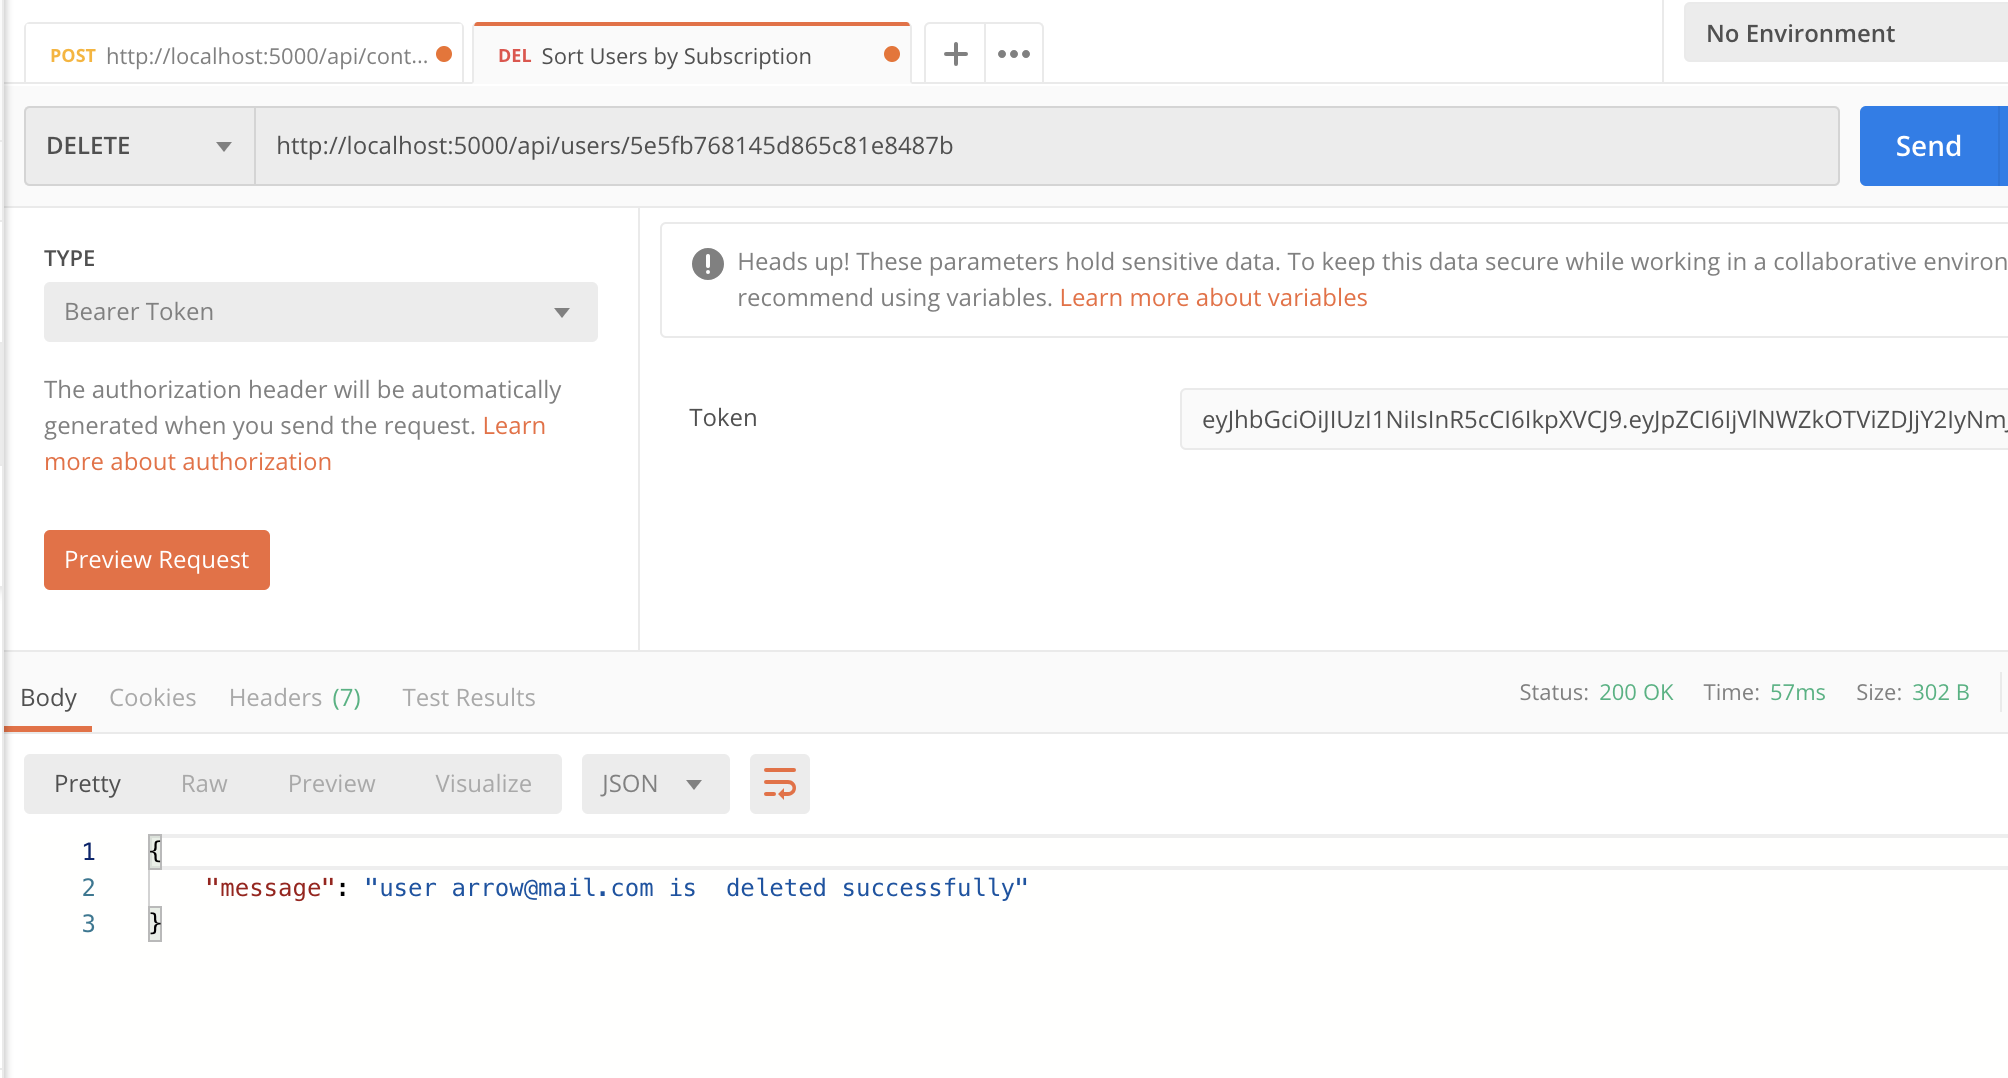 POST http://localhost:5000/api/cont...
DEL Sort Users by Subscription
No Environment
DELETE
http://localhost:5000/api/users/5e5fb768145d865c81e8487b
Send
TYPE
Bearer Token
The authorization header will be automatically
generated when you send the request. Learn
more about authorization
Preview Request
Heads up! These parameters hold sensitive data. To keep this data secure while working in a collaborative environ
recommend using variables. Learn more about variables
Token
eyJhbGciOiJIUzI1NiIsInR5cCI6IkpXVCJ9.eyJpZCI6IjVlNWZkOTViZDJjY2IyNmJ
Body Cookies Headers (7) Test Results
Status: 200 OK Time: 57ms Size: 302 B
Pretty Raw Preview Visualize JSON
1 {
2 "message": "user arrow@mail.com is  deleted successfully"
3 }